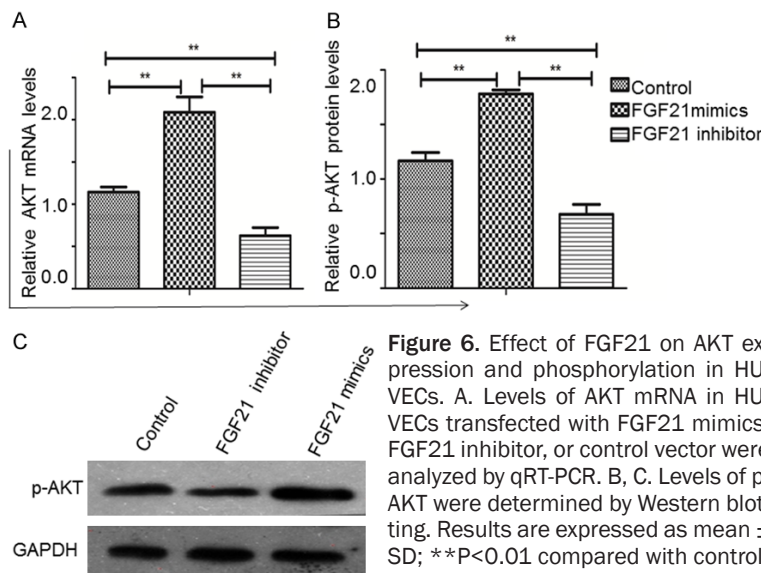 A
**
**
**
Relative AKT mRNA levels
2.0
1.0
0.0
B
**
**
**
Relative p-AKT protein levels
2.0
1.0
0.0
Control
FGF21mimics
FGF21 inhibitor
C
Control
FGF21 inhibitor
FGF21 mimics
p-AKT
GAPDH
Figure 6. Effect of FGF21 on AKT ex-
pression and phosphorylation in HU-
VECs. A. Levels of AKT mRNA in HU-
VECs transfected with FGF21 mimics,
FGF21 inhibitor, or control vector were
analyzed by qRT-PCR. B, C. Levels of p-
AKT were determined by Western blot-
ting. Results are expressed as mean ±
SD; **P<0.01 compared with control.